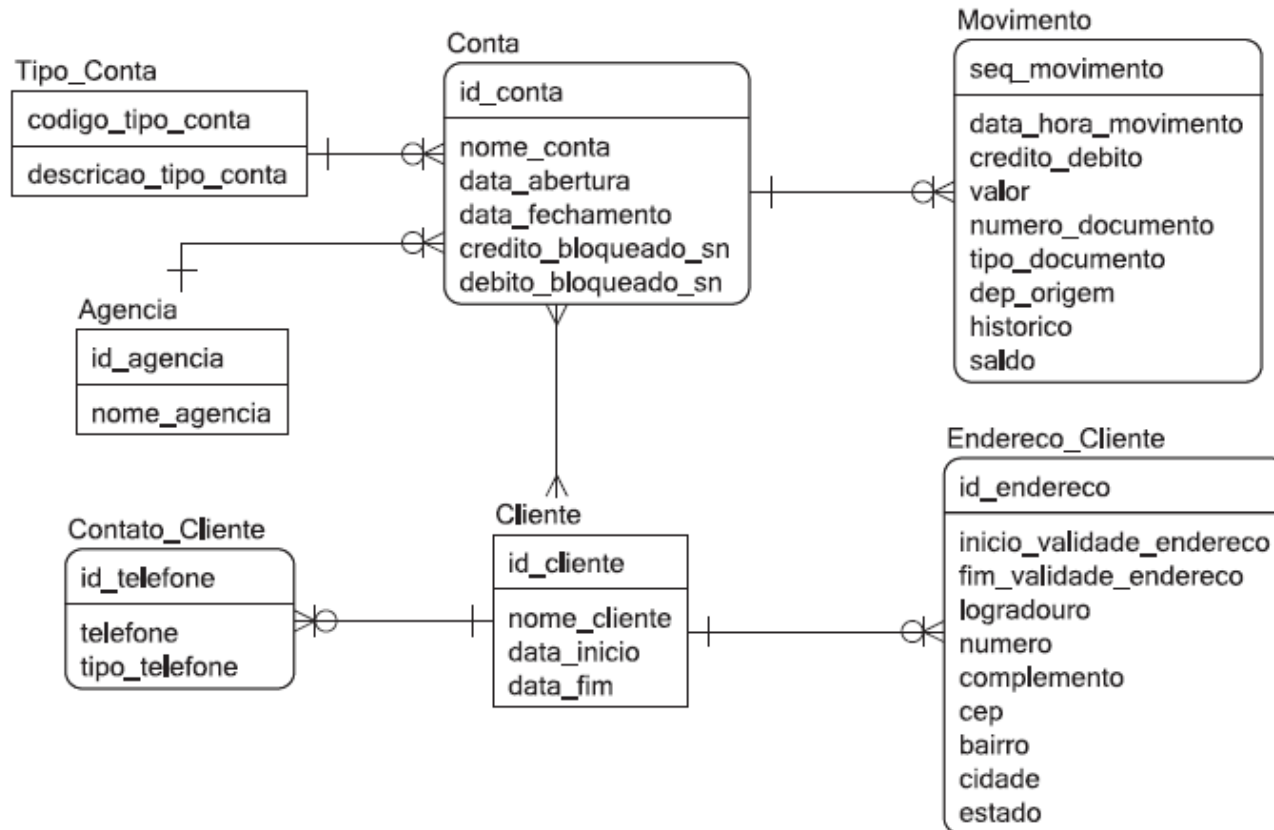 Tipo_Conta
codigo_tipo_conta
descricao_tipo_conta
Agencia
id_agencia
nome_agencia
Conta
id_conta
nome_conta
data_abertura
data_fechamento
credito_bloqueado_sn
debito_bloqueado_sn
Movimento
seq_movimento
data_hora_movimento
credito_debito
valor
numero_documento
tipo_documento
dep_origem
historico
saldo
Contato_Cliente
id_telefone
telefone
tipo_telefone
Cliente
id_cliente
nome_cliente
data_inicio
data_fim
Endereco_Cliente
id_endereco
inicio_validade_endereco
fim_validade_endereco
logradouro
numero
complemento
cep
bairro
cidade
estado